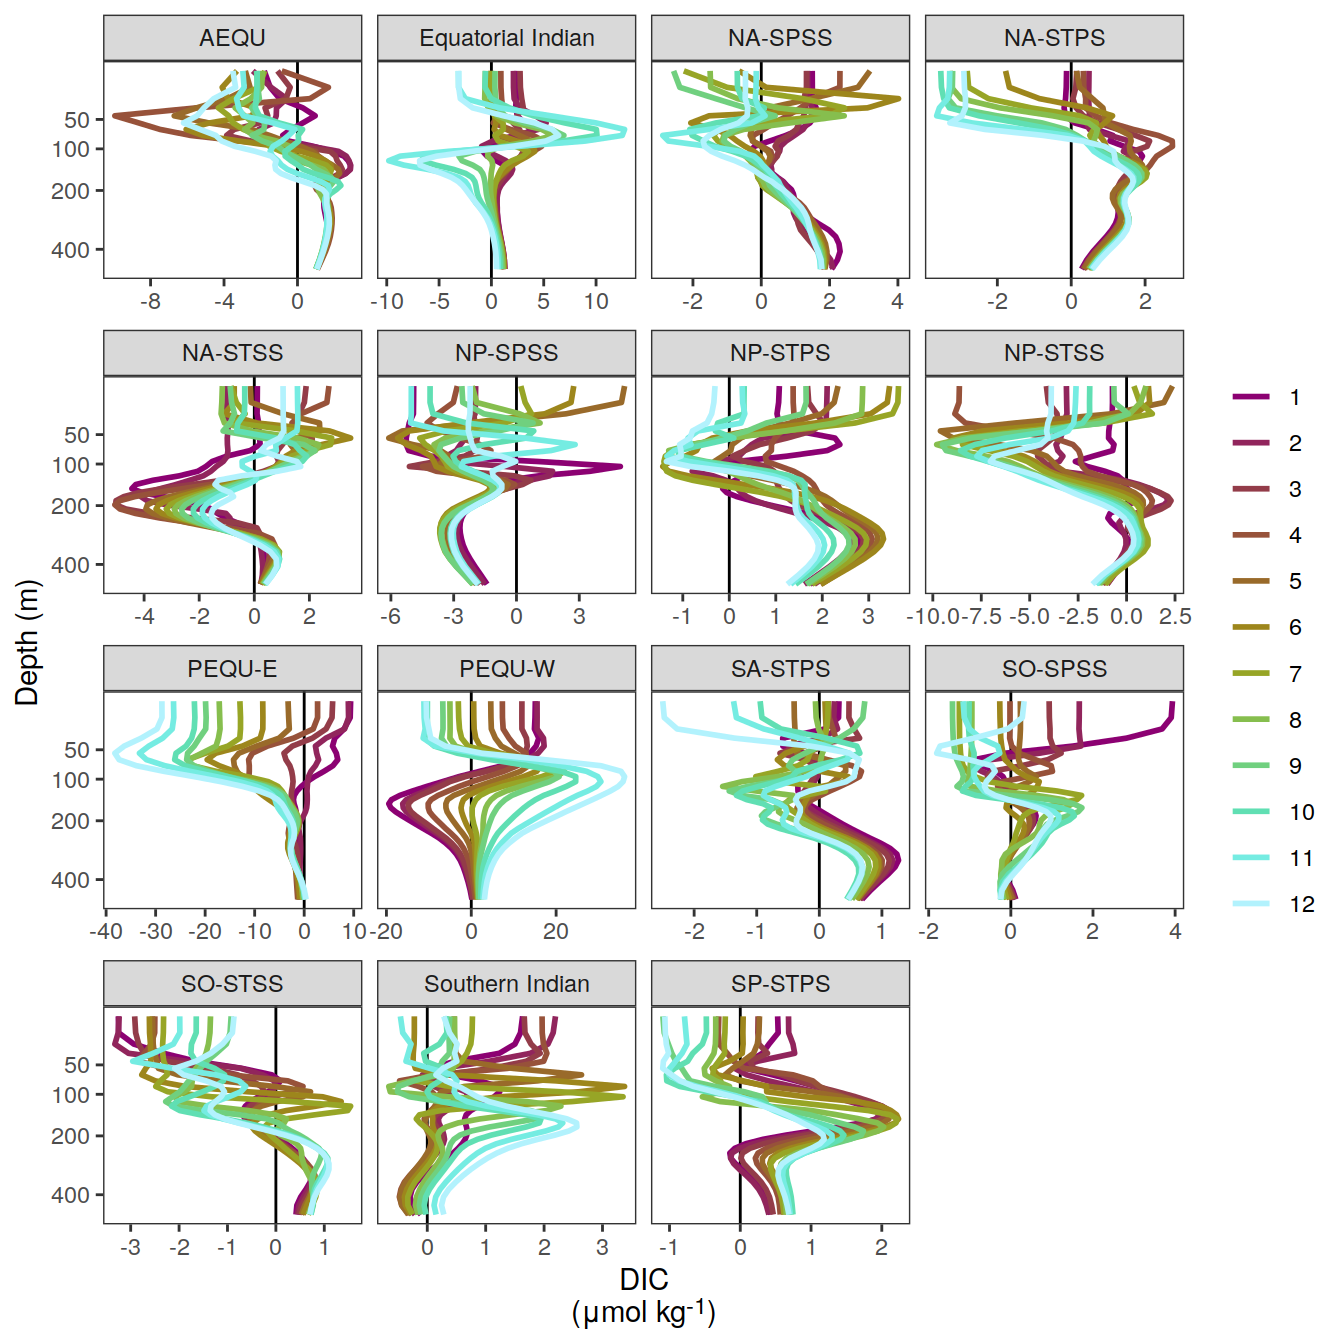 AEQU Equatorial Indian NA-SPSS NA-STPS
50
100
200
400
-8 -4 0 -10 -5 0 5 10 -2 0 2 4 -2 0 2
NA-STSS NP-SPSS NP-STPS NP-STSS
50
100
200
400
-4 -2 0 2 -6 -3 0 3 -1 0 1 2 3 -10.0 -7.5 -5.0 -2.5 0.0 2.5
PEQU-E PEQU-W SA-STPS SO-SPSS
50
100
200
400
-40 -30 -20 -10 0 10 -20 0 20 -2 -1 0 1 -2 0 2 4
SO-STSS Southern Indian SP-STPS
50
100
200
400
-3 -2 -1 0 1 0 1 2 3 -1 0 1 2
Depth (m)
DIC
(µmol kg-1)
1
2
3
4
5
6
7
8
9
10
11
12